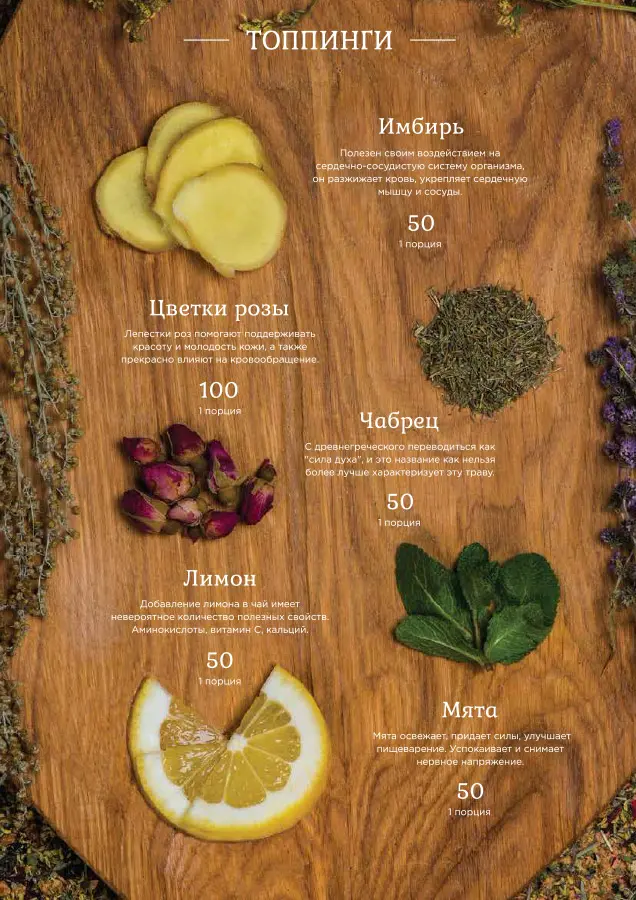 ТОППИНГИ
Имбирь
Полезен своим воздействием на
сердечно-сосудистую систему организма,
он разжижает кровь, укрепляет сердечную
мышцу и сосуды.
50
1 порция
Цветки розы
Лепестки роз помогают поддерживать
красоту и молодость кожи, а также
прекрасно влияют на кровообращение.
100
1 порция
Чабрец
С древнегреческого переводиться как
"сила духа", и это название как нельзя
более лучше характеризует эту траву.
50
1 порция
Лимон
Добавление лимона в чай имеет
невероятное количество полезных свойств.
Аминокислоты, витамин С, кальций.
50
1 порция
Мята
Мята освежает, придает силы, улучшает
пищеварение. Успокаивает и снимает
нервное напряжение.
50
1 порция